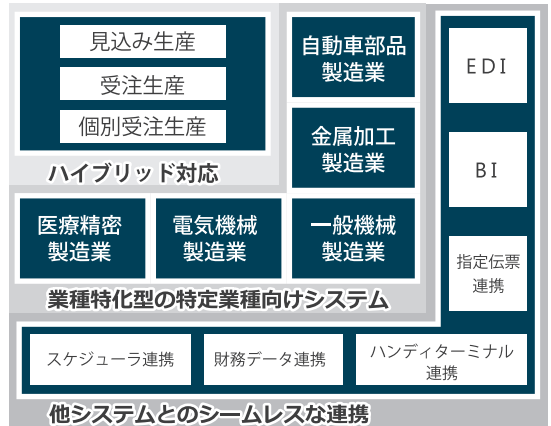 見込み生産
受注生産
個別受注生産
ハイブリッド対応
自動車部品
製造業
金属加工
製造業
医療精密
製造業
電気機械
製造業
一般機械
製造業
業種特化型の特定業種向けシステム
EDI
BI
指定伝票
連携
スケジューラ連携
財務データ連携
ハンディターミナル
連携
他システムとのシームレスな連携